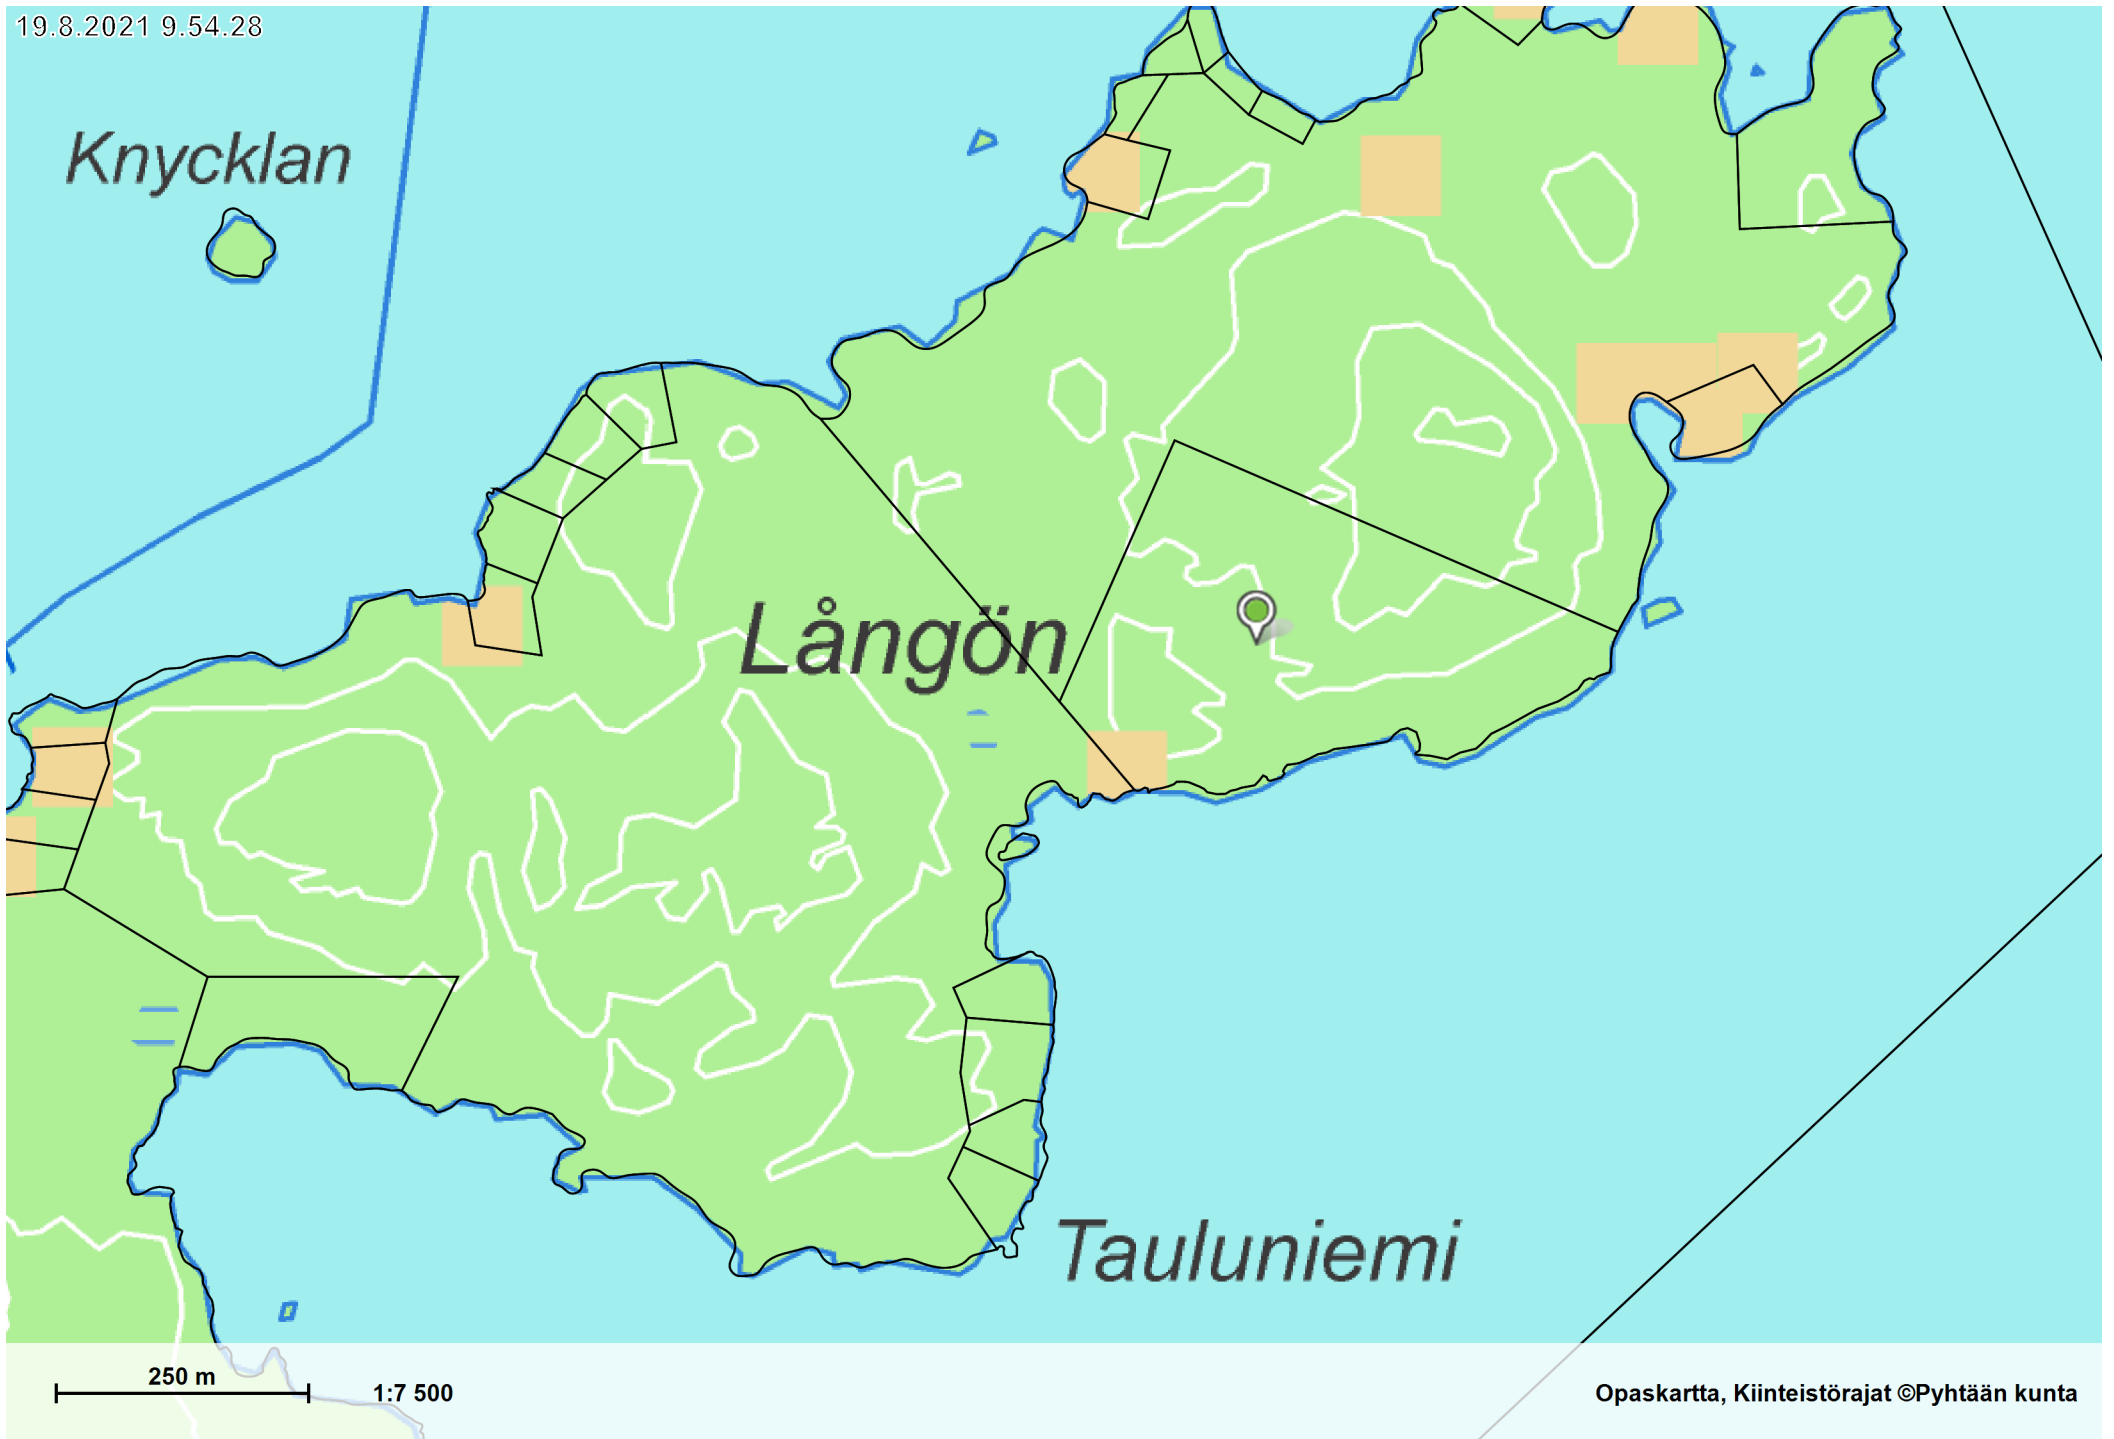 19.8.2021 9.54.28
Knycklan
Långön
Tauluniemi
250 m
1:7 500
Opaskartta, Kiinteistörajat ©Pyhtään kunta